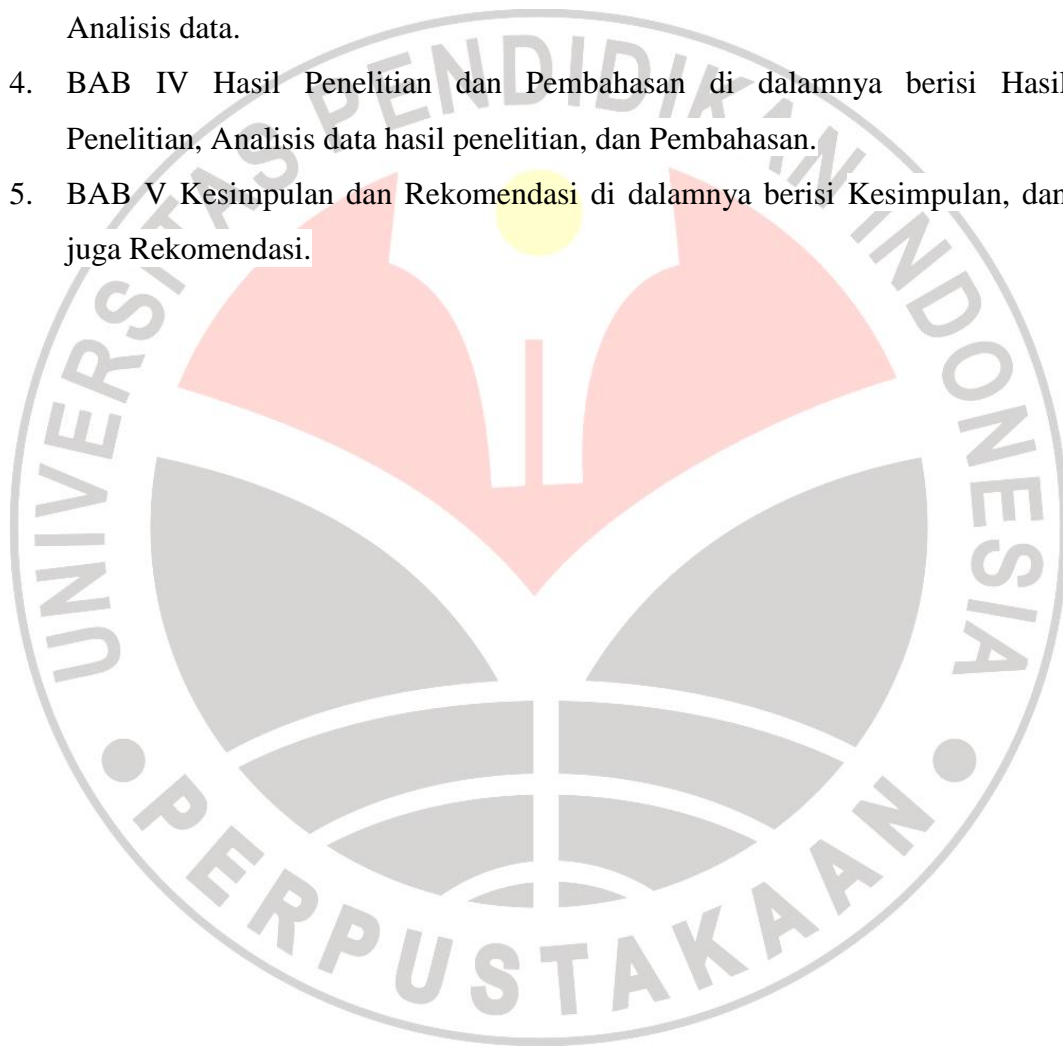 Analisis data.
4. BAB IV Hasil Penelitian dan Pembahasan di dalamnya berisi Hasil
Penelitian, Analisis data hasil penelitian, dan Pembahasan.
5. BAB V Kesimpulan dan Rekomendasi di dalamnya berisi Kesimpulan, dan
juga Rekomendasi.
UNIVERSITAS PENDIDIKAN INDONESIA
PERPUSTAKAAN